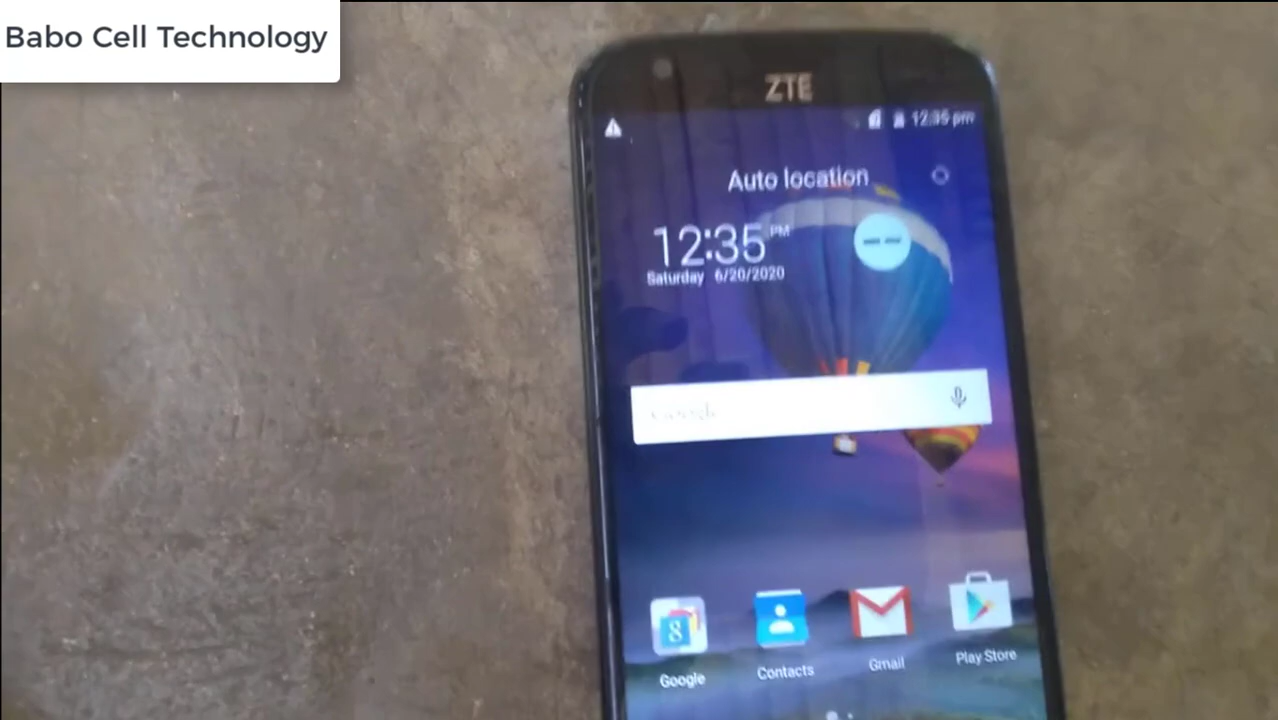 Babo Cell Technology
ZTE
12:35 pm
Auto location
12:35 PM
Saturday 6/20/2020
Google
Google
Contacts
Gmail
Play Store